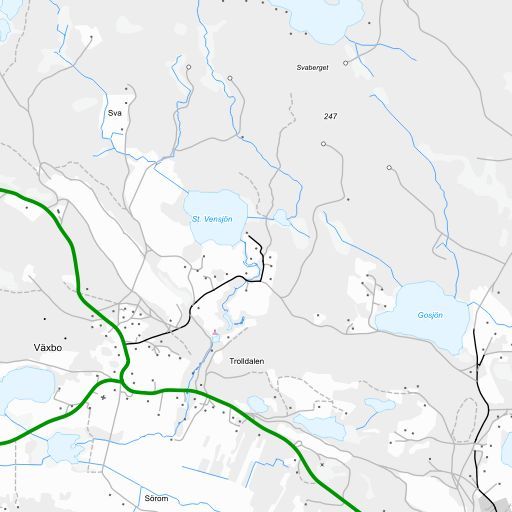 Svaberget
Sva
247
St. Vensjön
Gosjön
Växbo
Trolldalen
Sörom